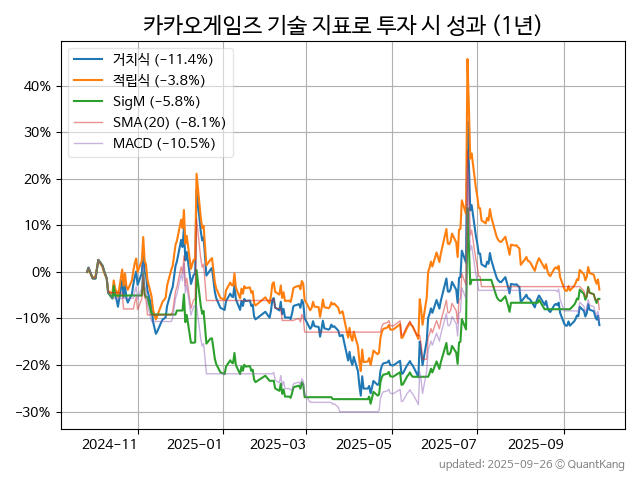 카카오게임즈 기술 지표로 투자 시 성과 (1년)
거치식 (−11.4%)
적립식 (−3.8%)
SigM (−5.8%)
SMA(20) (−8.1%)
MACD (−10.5%)
40%
30%
20%
10%
0%
−10%
−20%
−30%
2024-11 2025-01 2025-03 2025-05 2025-07 2025-09
updated: 2025-09-26 © QuantKang